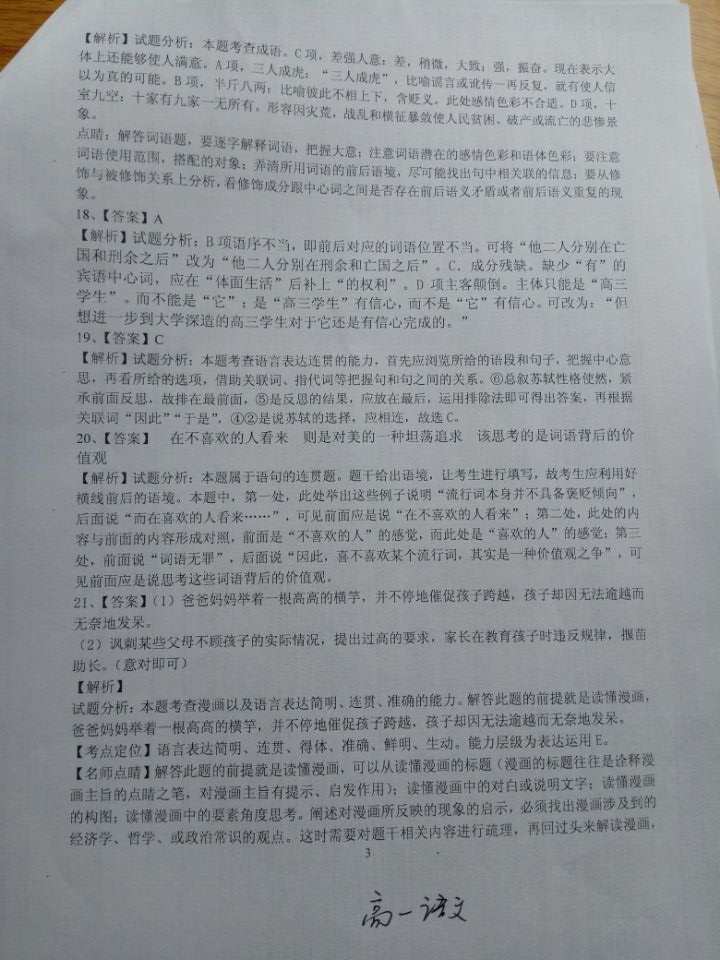 【解析】试题分析：本题考查成语。C 项，差强人意：差，稍微，大致；强，振奋。现在表示大
体上还能够使人满意。A 项，三人成虎：“三人成虎”，比喻谣言或讹传一再反复，就有使人信
以为真的可能。B 项，半斤八两：比喻彼此不相上下，含贬义。此处感情色彩不合适。D 项，十
室九空：十家有九家一无所有。形容因灾荒，战乱和横征暴敛使人民贫困、破产或流亡的悲惨景
象。
点睛：解答词语题，要逐字解释词语，把握大意；注意词语潜在的感情色彩和语体色彩；要注意
词语使用范围，搭配的对象；弄清所用词语的前后语境，尽可能找出句中相关联的信息；要从修
饰与被修饰关系上分析，看修饰成分跟中心词之间是否存在前后语义矛盾或者前后语义重复的现
象。
18、【答案】A
【解析】试题分析：B 项语序不当，即前后对应的词语位置不当。可将“他二人分别在亡
国和刑余之后”改为“他二人分别在刑余和亡国之后”。C．成分残缺。缺少“有”的
宾语中心词，应在“体面生活”后补上“的权利”。D 项主客颠倒。主体只能是“高三
学生”。而不能是“它”；是“高三学生”有信心，而不是“它”有信心。可改为：“但
想进一步到大学深造的高三学生对于它还是有信心完成的。”
19、【答案】C
【解析】试题分析：本题考查语言表达连贯的能力，首先应浏览所给的语段和句子，把握中心意
思，再看所给的选项，借助关联词、指代词等把握句和句之间的关系。⑥总叙苏轼性格使然，紧
承前面反思，故排在最前面，⑤是反思的结果，应放在最后，运用排除法即可得出答案，再根据
关联词“因此”“于是”，④②是说苏轼的选择，应相连，故选 C。
20、【答案】 在不喜欢的人看来 则是对美的一种坦荡追求 该思考的是词语背后的价
值观
【解析】试题分析：本题属于语句的连贯题。题干给出语境，让考生进行填写，故考生应利用好
横线前后的语境。本题中，第一处，此处举出这些例子说明“流行词本身并不具备褒贬倾向”，
后面说“而在喜欢的人看来……”，可见前面应是说“在不喜欢的人看来”；第二处，此处的内
容与前面的内容形成对照，前面是“不喜欢的人”的感觉，而此处是“喜欢的人”的感觉；第三
处，前面说“词语无罪”，后面说“因此，喜不喜欢某个流行词，其实是一种价值观之争”，可
见前面应是说思考这些词语背后的价值观。
21、【答案】（1）爸爸妈妈举着一根高高的横竿，并不停地催促孩子跨越，孩子却因无法逾越而
无奈地发呆。
（2）讽刺某些父母不顾孩子的实际情况，提出过高的要求，家长在教育孩子时违反规律，揠苗
助长。（意对即可）
【解析】
试题分析：本题考查漫画以及语言表达简明、连贯、准确的能力。解答此题的前提就是读懂漫画，
爸爸妈妈举着一根高高的横竿，并不停地催促孩子跨越，孩子却因无法逾越而无奈地发呆。
【考点定位】语言表达简明、连贯、得体、准确、鲜明、生动。能力层级为表达运用 E。
【名师点睛】解答此题的前提就是读懂漫画，可以从读懂漫画的标题（漫画的标题往往是诠释漫
画主旨的点睛之笔，对漫画主旨有提示、启发作用）；读懂漫画中的对白或说明文字；读懂漫画
的构图；读懂漫画中的要素角度思考。阐述对漫画所反映的现象的启示，必须找出漫画涉及到的
经济学、哲学、或政治常识的观点。这时需要对题干相关内容进行疏理，再回过头来解读漫画，
3
高一语文